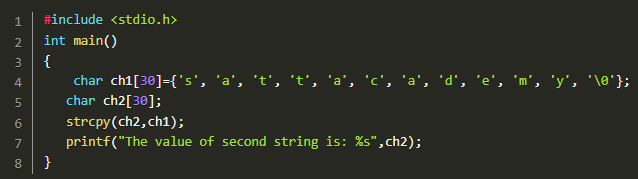 1 #include <stdio.h>
2 int main()
3 {
4 char ch1[30]={'s', 'a', 't', 't', 'a', 'c', 'a', 'd', 'e', 'm', 'y', '\0'};
5 char ch2[30];
6 strcpy(ch2,ch1);
7 printf("The value of second string is: %s",ch2);
8 }